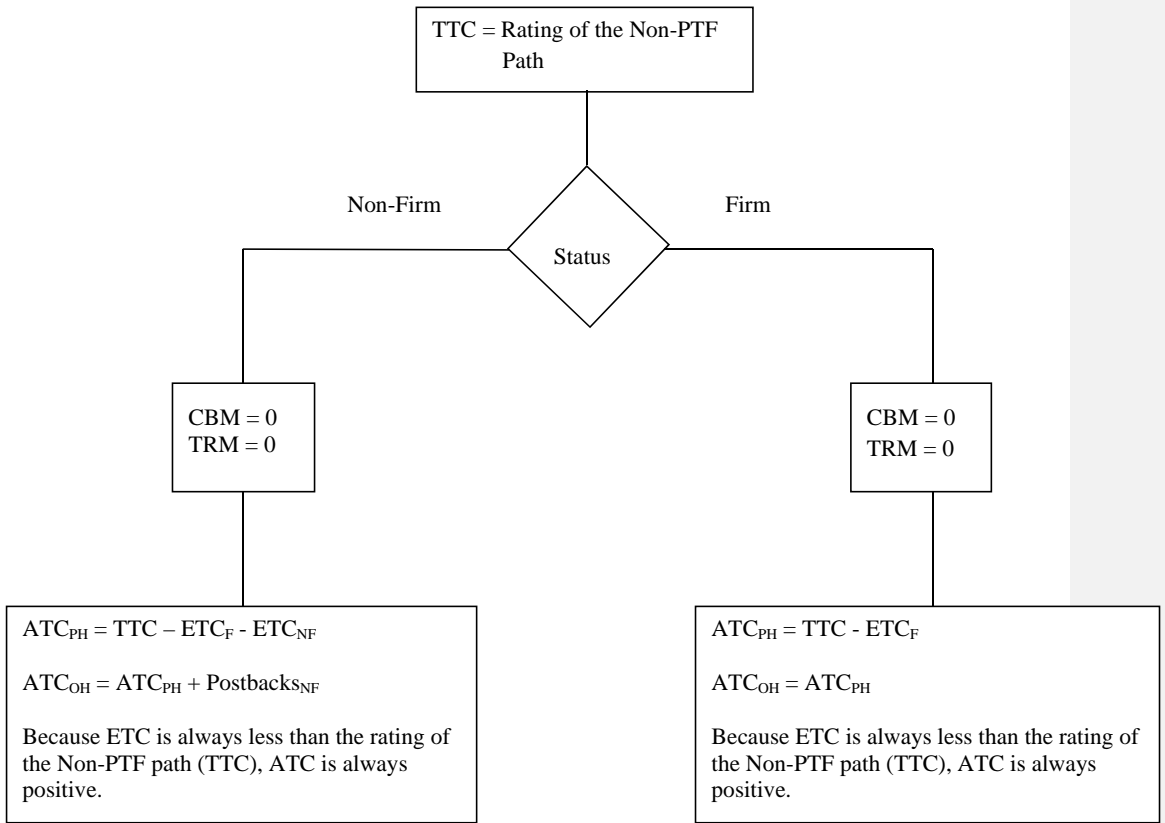 TTC = Rating of the Non-PTF
Path
Non-Firm
Firm
Status
CBM = 0
TRM = 0
CBM = 0
TRM = 0
ATC_PH = TTC – ETC_F - ETC_NF
ATC_OH = ATC_PH + Postbacks_NF
Because ETC is always less than the rating of
the Non-PTF path (TTC), ATC is always
positive.
ATC_PH = TTC - ETC_F
ATC_OH = ATC_PH
Because ETC is always less than the rating of
the Non-PTF path (TTC), ATC is always
positive.